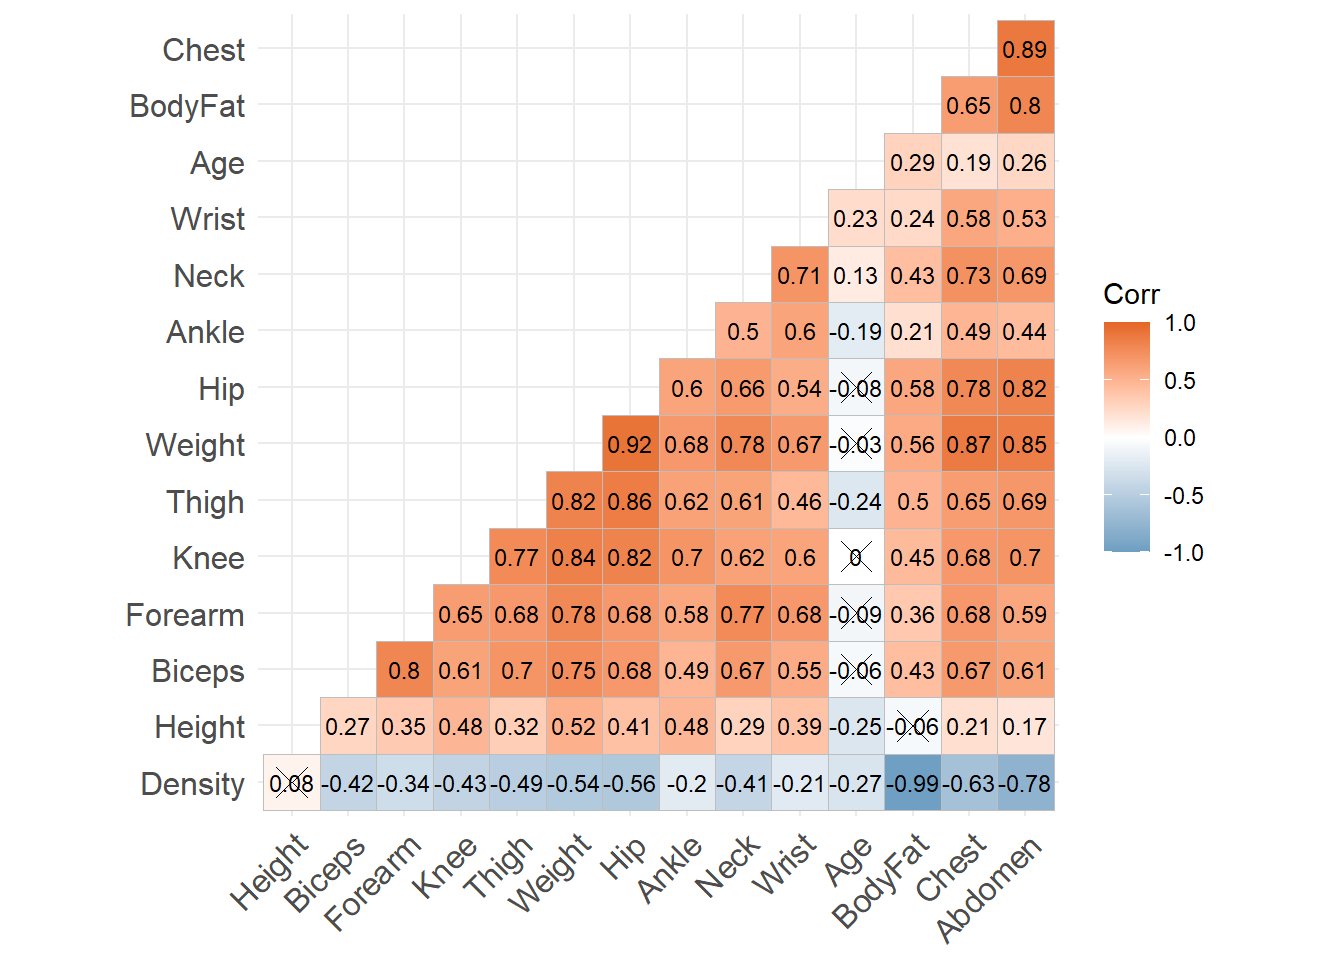 Chest 0.89
BodyFat 0.65 0.8
Age 0.29 0.19 0.26
Wrist 0.23 0.24 0.58 0.53
Neck 0.71 0.13 0.43 0.73 0.69
Ankle 0.5 0.6 -0.19 0.21 0.49 0.44
Hip 0.6 0.66 0.54 -0.08 0.58 0.78 0.82
Weight 0.92 0.68 0.78 0.67 -0.03 0.56 0.87 0.85
Thigh 0.82 0.86 0.62 0.61 0.46 -0.24 0.5 0.65 0.69
Knee 0.77 0.84 0.82 0.7 0.62 0.6 0 0.45 0.68 0.7
Forearm 0.65 0.68 0.78 0.68 0.58 0.77 0.68 -0.09 0.36 0.68 0.59
Biceps 0.8 0.61 0.7 0.75 0.68 0.49 0.67 0.55 -0.06 0.43 0.67 0.61
Height 0.27 0.35 0.48 0.32 0.52 0.41 0.48 0.29 0.39 -0.25 -0.06 0.21 0.17
Density 0.08 -0.42 -0.34 -0.43 -0.49 -0.54 -0.56 -0.2 -0.41 -0.21 -0.27 -0.99 -0.63 -0.78
Height Biceps Forearm Knee Thigh Weight Hip Ankle Neck Wrist Age BodyFat Chest Abdomen
Corr
1.0
0.5
0.0
-0.5
-1.0